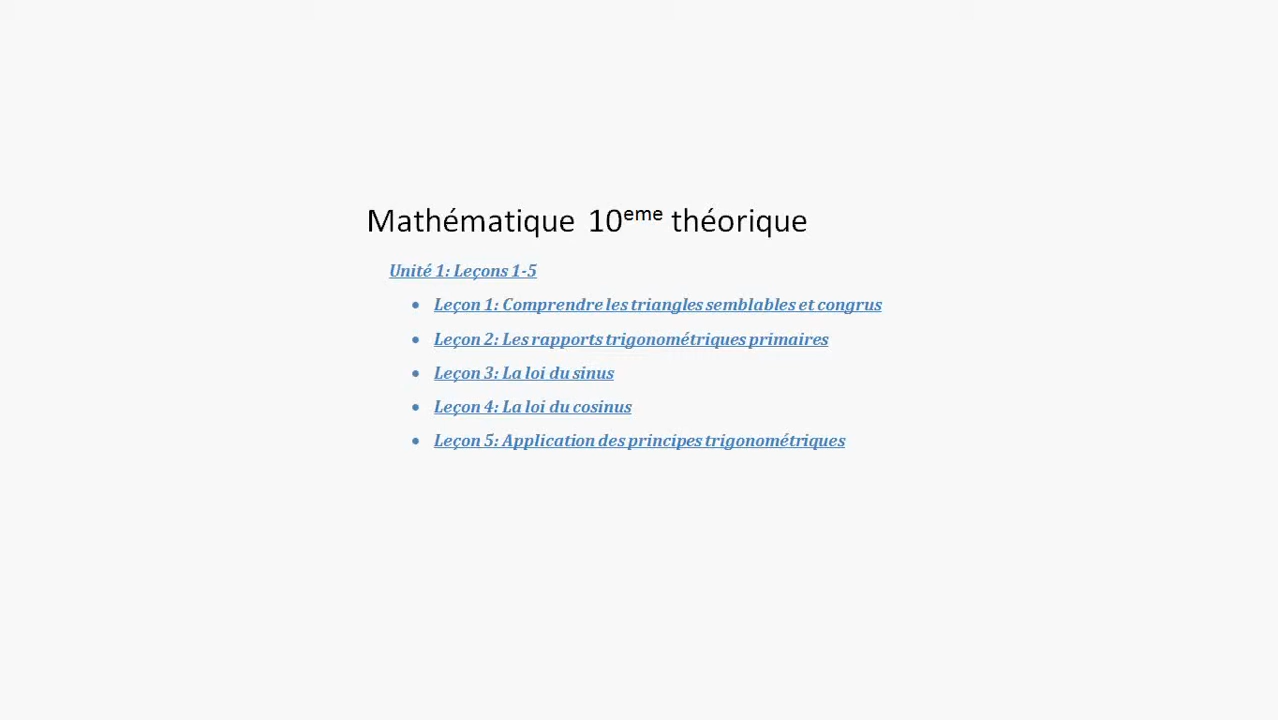 Mathématique 10eme théorique
Unité 1: Leçons 1-5
• Leçon 1: Comprendre les triangles semblables et congrus
• Leçon 2: Les rapports trigonométriques primaires
• Leçon 3: La loi du sinus
• Leçon 4: La loi du cosinus
• Leçon 5: Application des principes trigonométriques